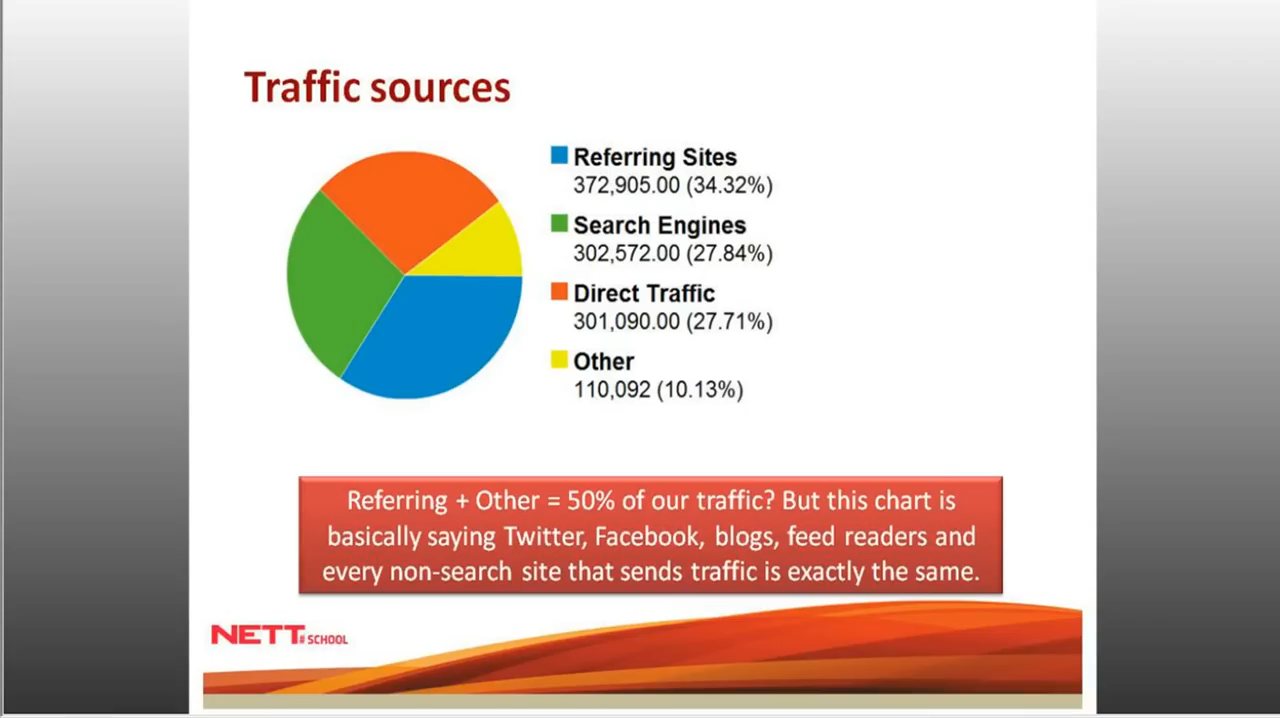 Traffic sources
Referring Sites
372,905.00 (34.32%)
Search Engines
302,572.00 (27.84%)
Direct Traffic
301,090.00 (27.71%)
Other
110,092 (10.13%)
Referring + Other = 50% of our traffic? But this chart is
basically saying Twitter, Facebook, blogs, feed readers and
every non-search site that sends traffic is exactly the same.
NETT#SCHOOL